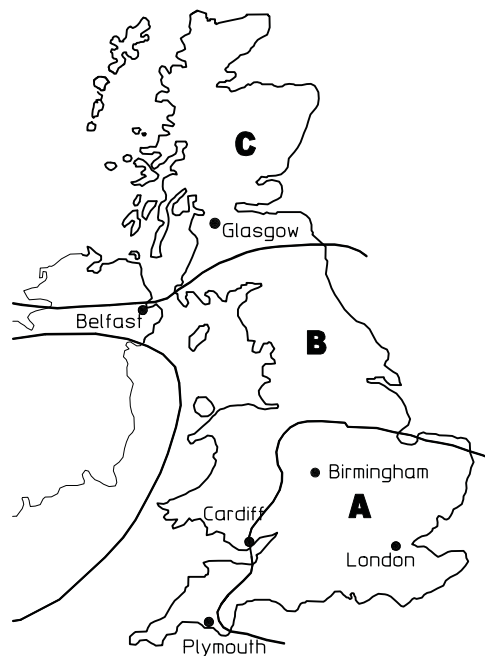 C
Glasgow
Belfast
B
Birmingham
A
Cardiff
London
Plymouth